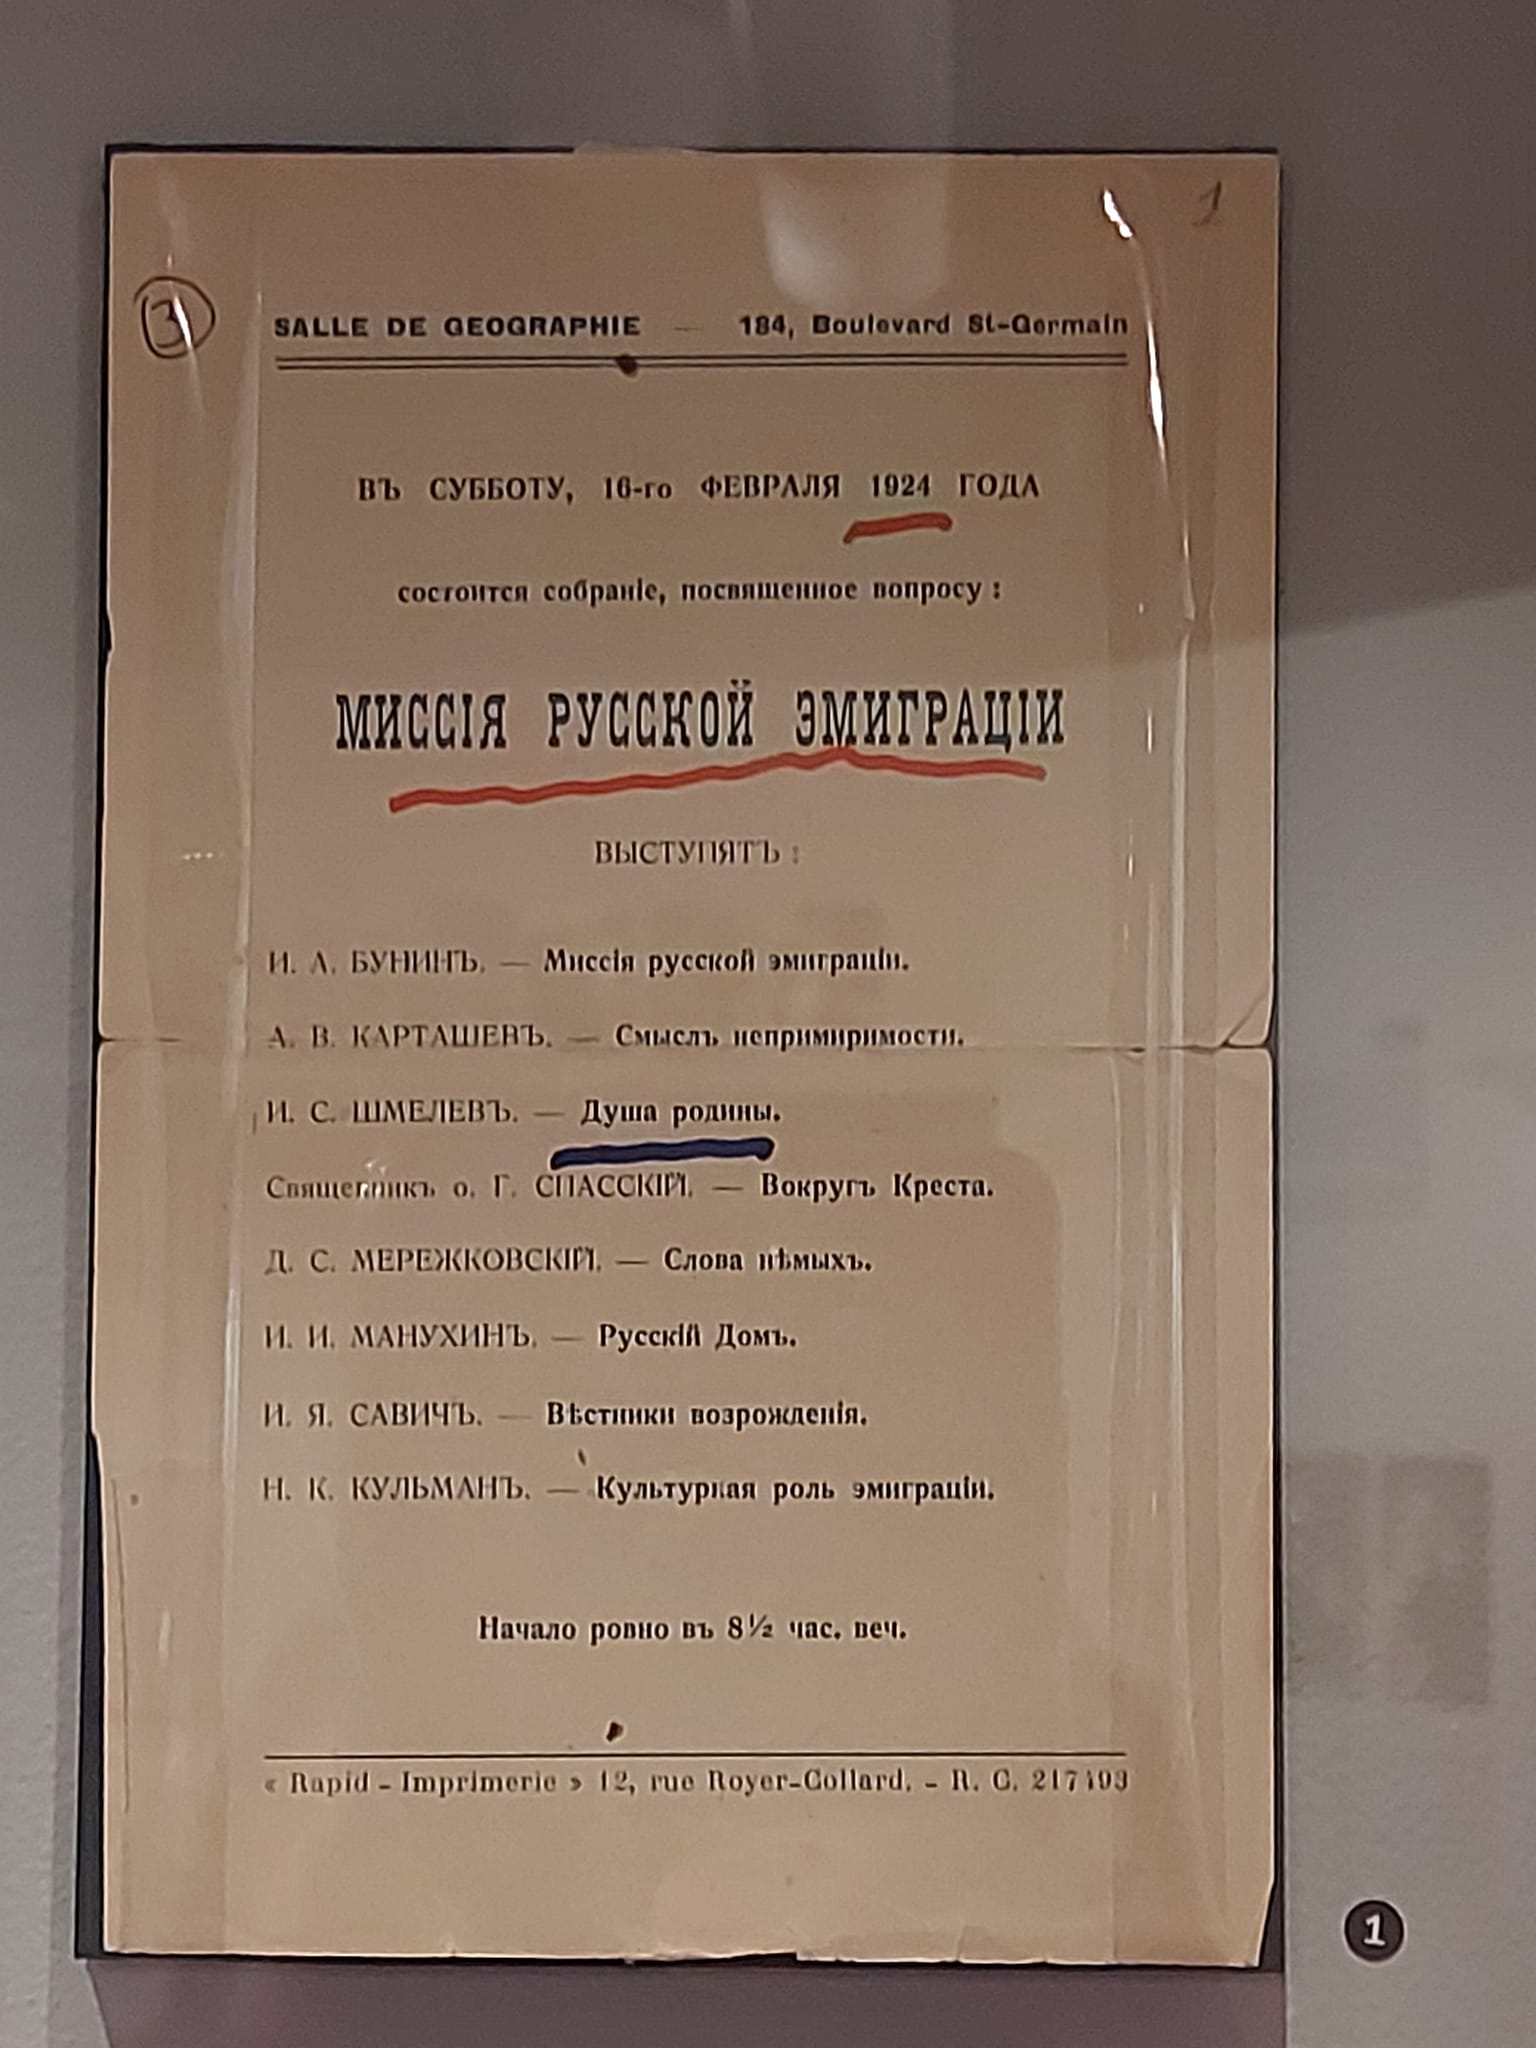 1
3
SALLE DE GEOGRAPHIE — 184, Boulevard St-Germain
ВЪ СУББОТУ, 16-го ФЕВРАЛЯ 1924 ГОДА
состоится собраніе, посвященное вопросу :
МИССІЯ РУССКОЙ ЭМИГРАЦІИ
ВЫСТУПЯТЪ :
И. А. БУНИНЪ. — Миссія русской эмиграціи.
А. В. КАРТАШЕВЪ. — Смыслъ непримиримости.
И. С. ШМЕЛЕВЪ. — Душа родины.
Священникъ о. Г. СПАССКІЙ. — Вокругъ Креста.
Д. С. МЕРЕЖКОВСКІЙ. — Слова нѣмыхъ.
И. И. МАНУХИНЪ. — Русскій Домъ.
И. Я. САВИЧЪ. — Вѣстники возрожденія.
Н. К. КУЛЬМАНЪ. — Культурная роль эмиграціи.
Начало ровно въ 8½ час. веч.
« Rapid - Imprimerie » 12, rue Royer-Collard. - R. C.
1